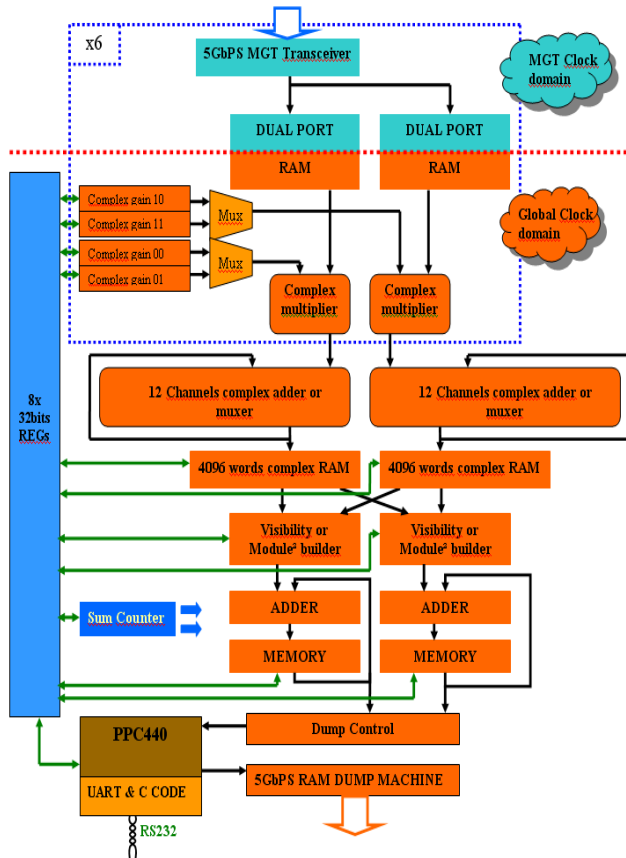 x6
5GbPS MGT Transceiver
MGT Clock
domain
DUAL PORT
RAM
DUAL PORT
RAM
Complex gain 10
Complex gain 11
Mux
Complex gain 00
Complex gain 01
Mux
Global Clock
domain
Complex
multiplier
Complex
multiplier
12 Channels complex adder or
muxer
12 Channels complex adder or
muxer
8x
32bits
REGs
4096 words complex RAM
4096 words complex RAM
Visibility or
Module² builder
Visibility or
Module² builder
ADDER
ADDER
Sum Counter
MEMORY
MEMORY
PPC440
Dump Control
UART & C CODE
5GbPS RAM DUMP MACHINE
RS232